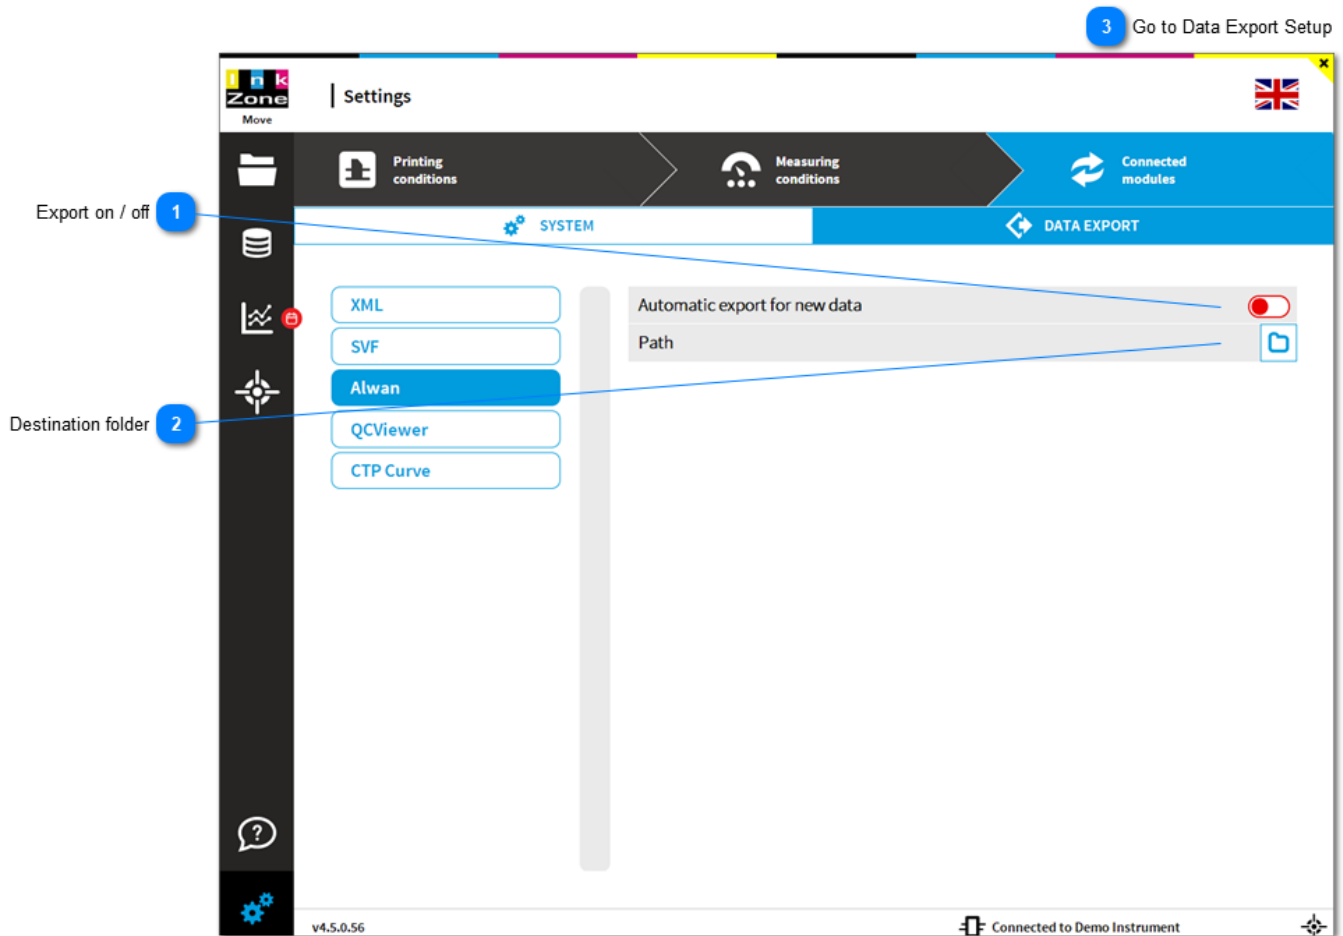 3 Go to Data Export Setup
Ink
Zone
Move
Settings
Printing
conditions
Measuring
conditions
Connected
modules
Export on / off 1
SYSTEM
DATA EXPORT
XML
Automatic export for new data
SVF
Path
Alwan
Destination folder 2
QCViewer
CTP Curve
?
v4.5.0.56
Connected to Demo Instrument